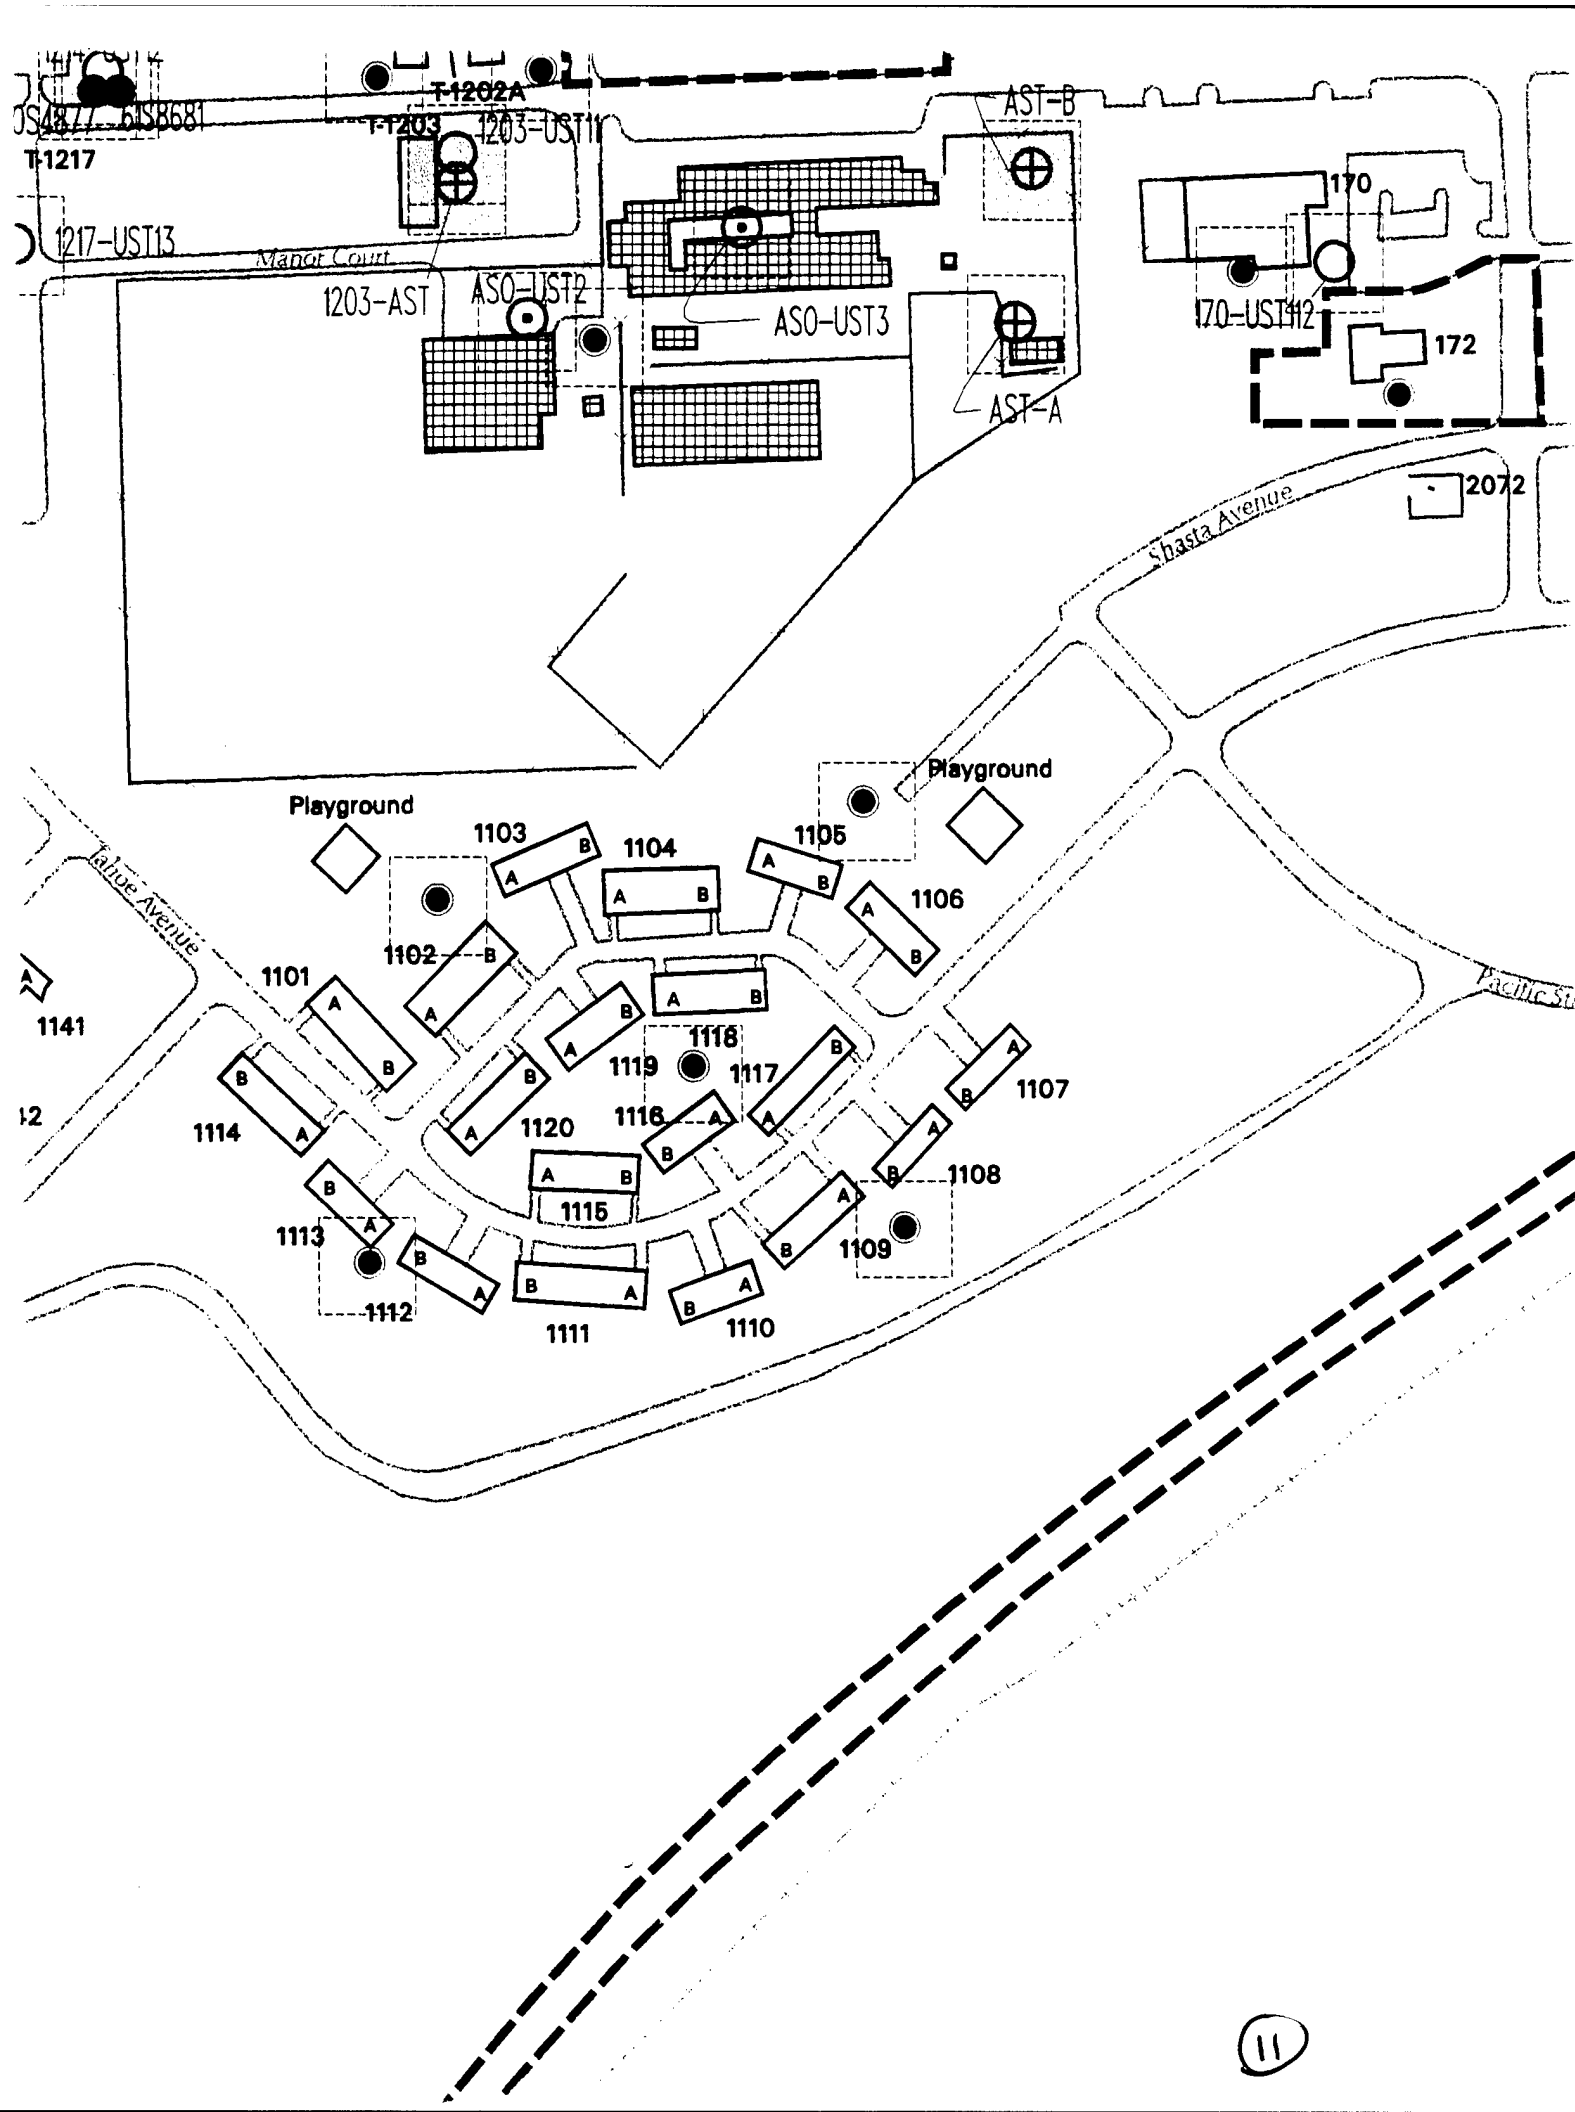 T-1202A
61S8681
T-1203
1203-UST11
AST-B
T-1217
170
1217-UST13
Manor Court
1203-AST
ASO-UST2
ASO-UST3
170-UST112
172
AST-A
2072
Shasta Avenue
Playground
Playground
1103
B
A
1104
A
B
1105
A
B
1106
A
B
Tahoe Avenue
1102
B
A
1101
A
B
A
1141
A
B
1118
B
A
1119
1117
B
A
A
B
1107
1114
B
A
B
A
1120
1116
A
B
A
B
1108
A
B
1115
B
A
1113
A
B
1109
B
A
1112
B
A
1111
A
B
1110
11